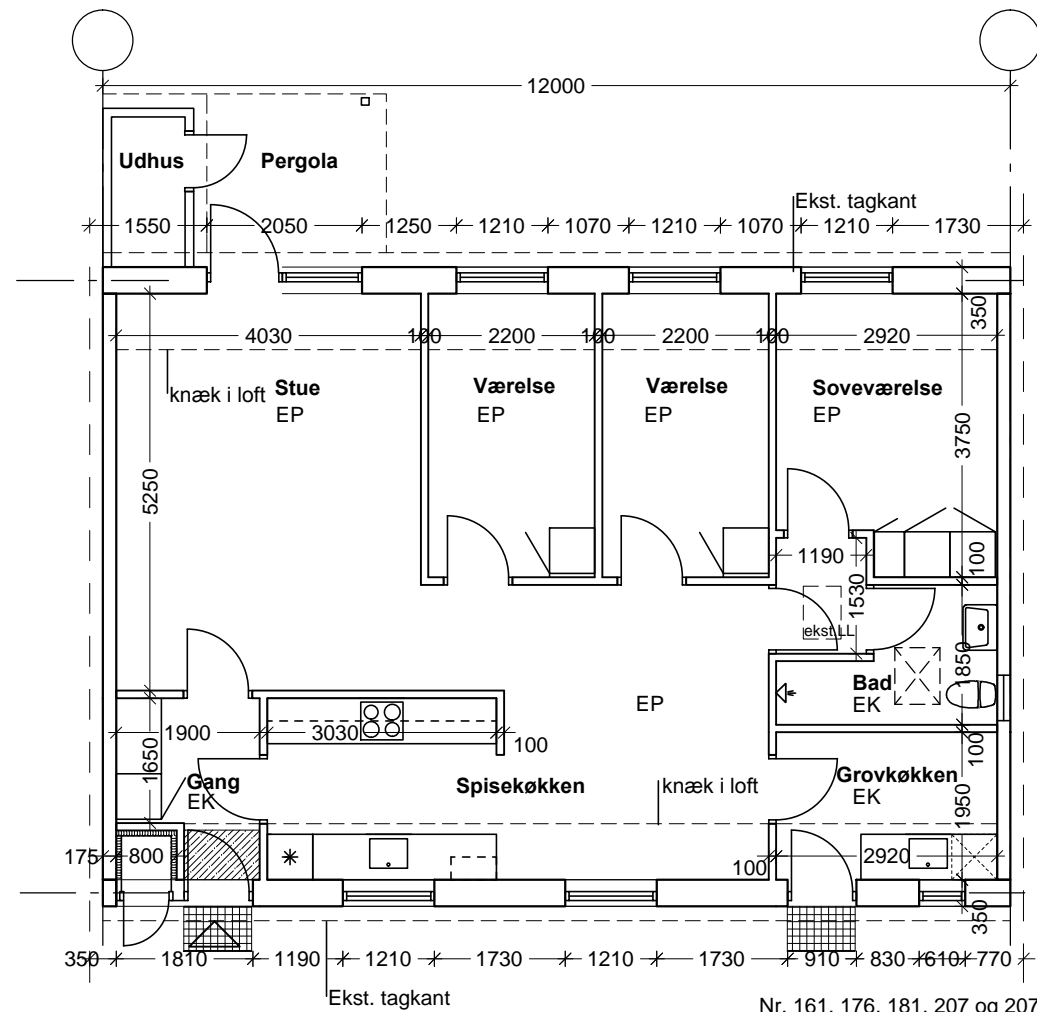 12000
Udhus
Pergola
Ekst. tagkant
1550 2050 1250 1210 1070 1210 1070 1210 1730
350
4030 100 2200 100 2200 100 2920
knæk i loft
Stue
EP
Værelse
EP
Værelse
EP
Soveværelse
EP
5250
3750
1190
100
1530
ekst.LL
1850
Bad
EK
EP
1900
3030
100
100
1650
Gang
EK
Spisekøkken
knæk i loft
Grovkøkken
EK
1950
175 800
100
2920
350
350 1810 1190 1210 1730 1210 1730 910 830 610 770
Ekst. tagkant
Nr. 161, 176, 181, 207 og 207